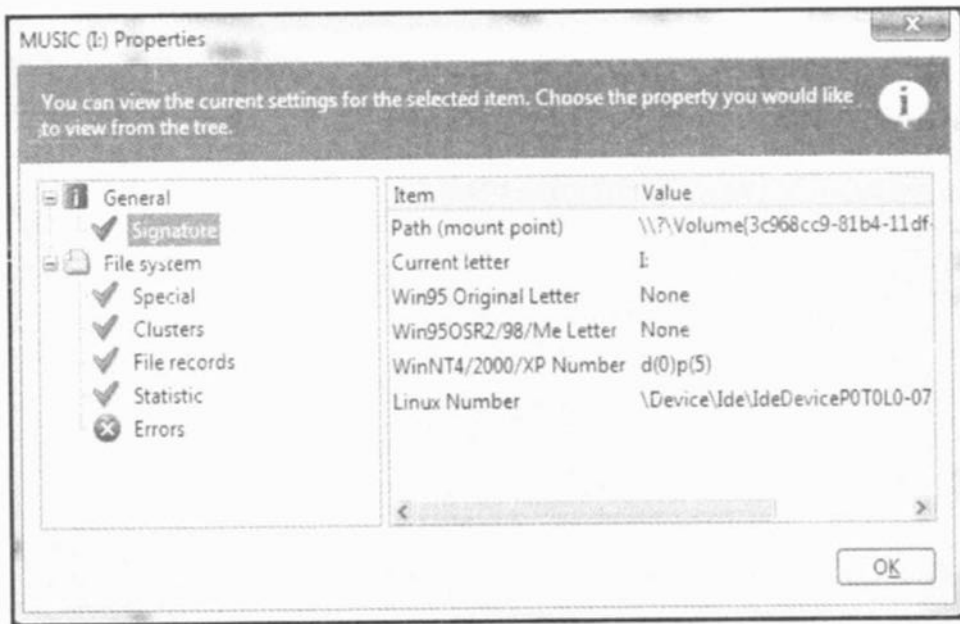 MUSIC (I:) Properties
You can view the current settings for the selected item. Choose the property you would like
to view from the tree.
General
Signature
File system
Special
Clusters
File records
Statistic
Errors
Item Value
Path (mount point) \\?\Volume{3c968cc9-81b4-11df-
Current letter I:
Win95 Original Letter None
Win95OSR2/98/Me Letter None
WinNT4/2000/XP Number d(0)p(5)
Linux Number \Device\Ide\IdeDeviceP0T0L0-07
OK